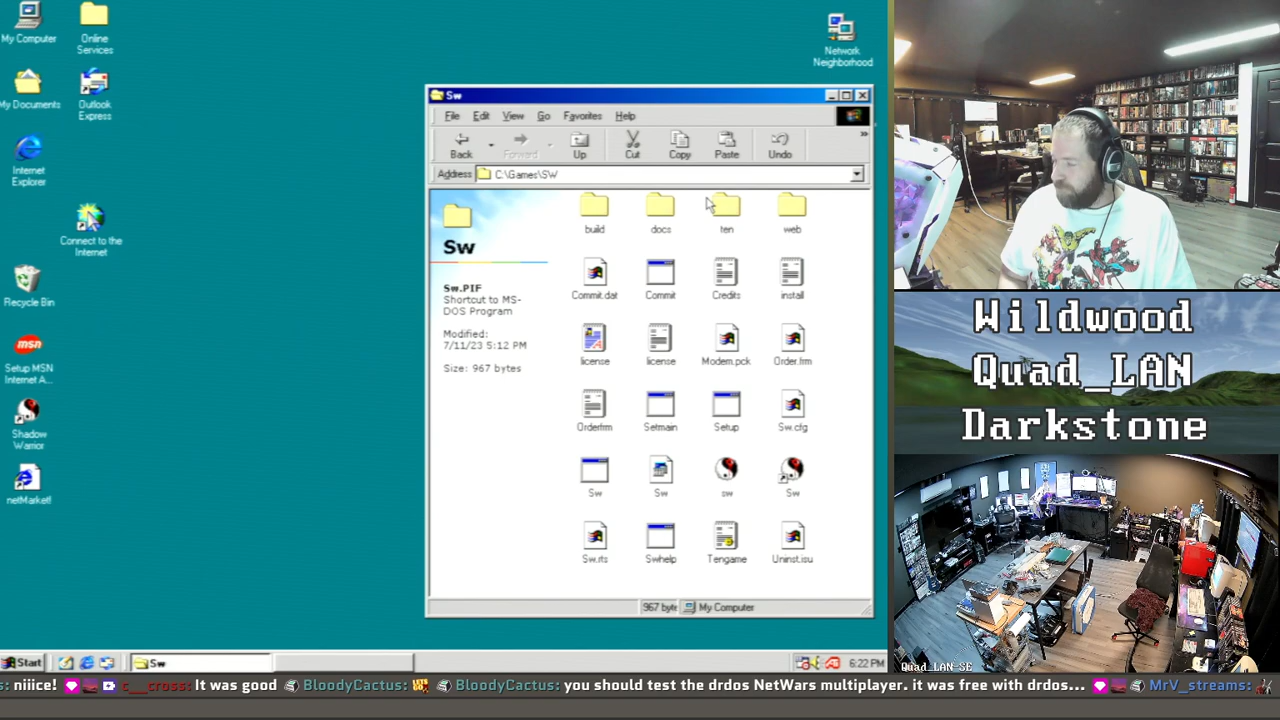 My Computer
Online
Services
My Documents
Outlook
Express
Internet
Explorer
Connect to the
Internet
Recycle Bin
Setup MSN
Internet A...
Shadow
Warrior
netMarket!
Network
Neighborhood
Sw
File Edit View Go Favorites Help
Back Forward Up Cut Copy Paste Undo
Address C:\Games\SW
Sw
Sw.PIF
Shortcut to MS-
DOS Program
Modified:
7/11/23 5:12 PM
Size: 967 bytes
build docs ten web
Commit.dat Commit Credits install
license license Modem.pck Order.frm
Orderfrm Setmain Setup Sw.cfg
Sw Sw sw Sw
Sw.rts Swhelp Tengame Uninst.isu
967 byte My Computer
Start Sw 6:22 PM
Wildwood
Quad_LAN
Darkstone
Quad_LAN-SE
s: niiice! c__cross: It was good BloodyCactus: BloodyCactus: you should test the drdos NetWars multiplayer. it was free with drdos... MrV_streams: